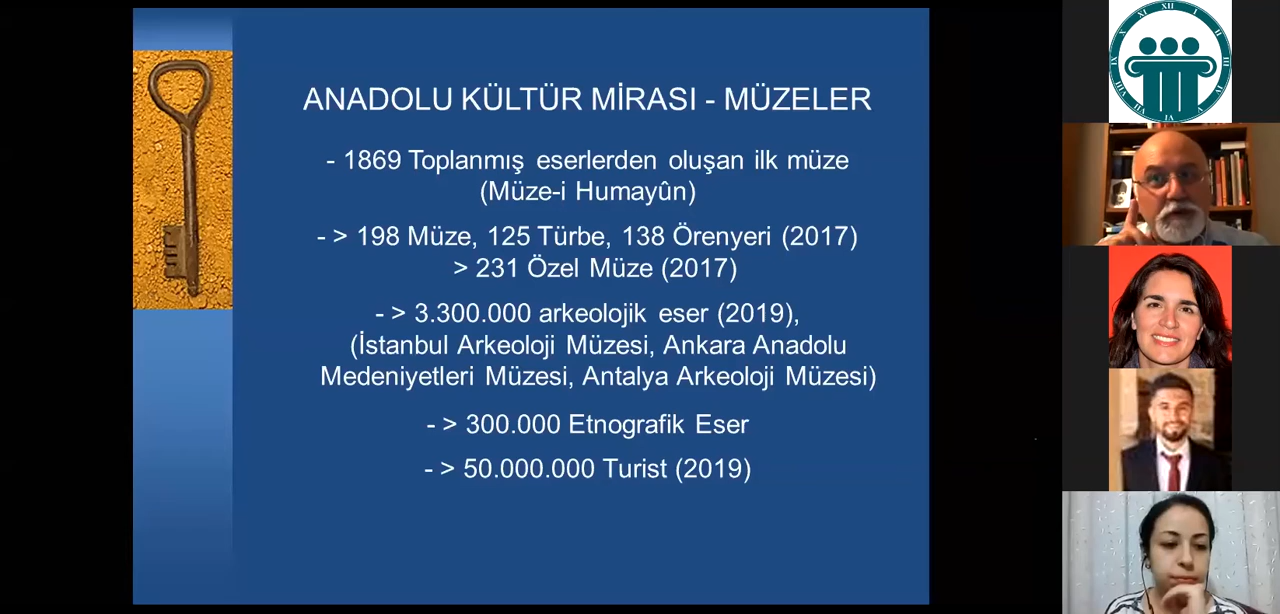 ANADOLU KÜLTÜR MİRASI - MÜZELER
- 1869 Toplanmış eserlerden oluşan ilk müze
(Müze-i Humayûn)
- > 198 Müze, 125 Türbe, 138 Örenyeri (2017)
> 231 Özel Müze (2017)
- > 3.300.000 arkeolojik eser (2019),
(İstanbul Arkeoloji Müzesi, Ankara Anadolu
Medeniyetleri Müzesi, Antalya Arkeoloji Müzesi)
- > 300.000 Etnografik Eser
- > 50.000.000 Turist (2019)